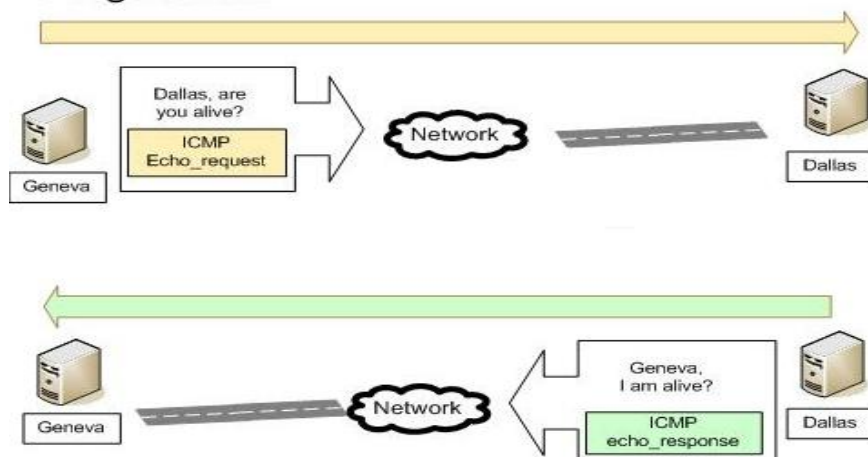 Dallas, are
you alive?
ICMP
Echo_request
Network
Geneva
Dallas
Geneva,
I am alive?
ICMP
echo_response
Network
Geneva
Dallas